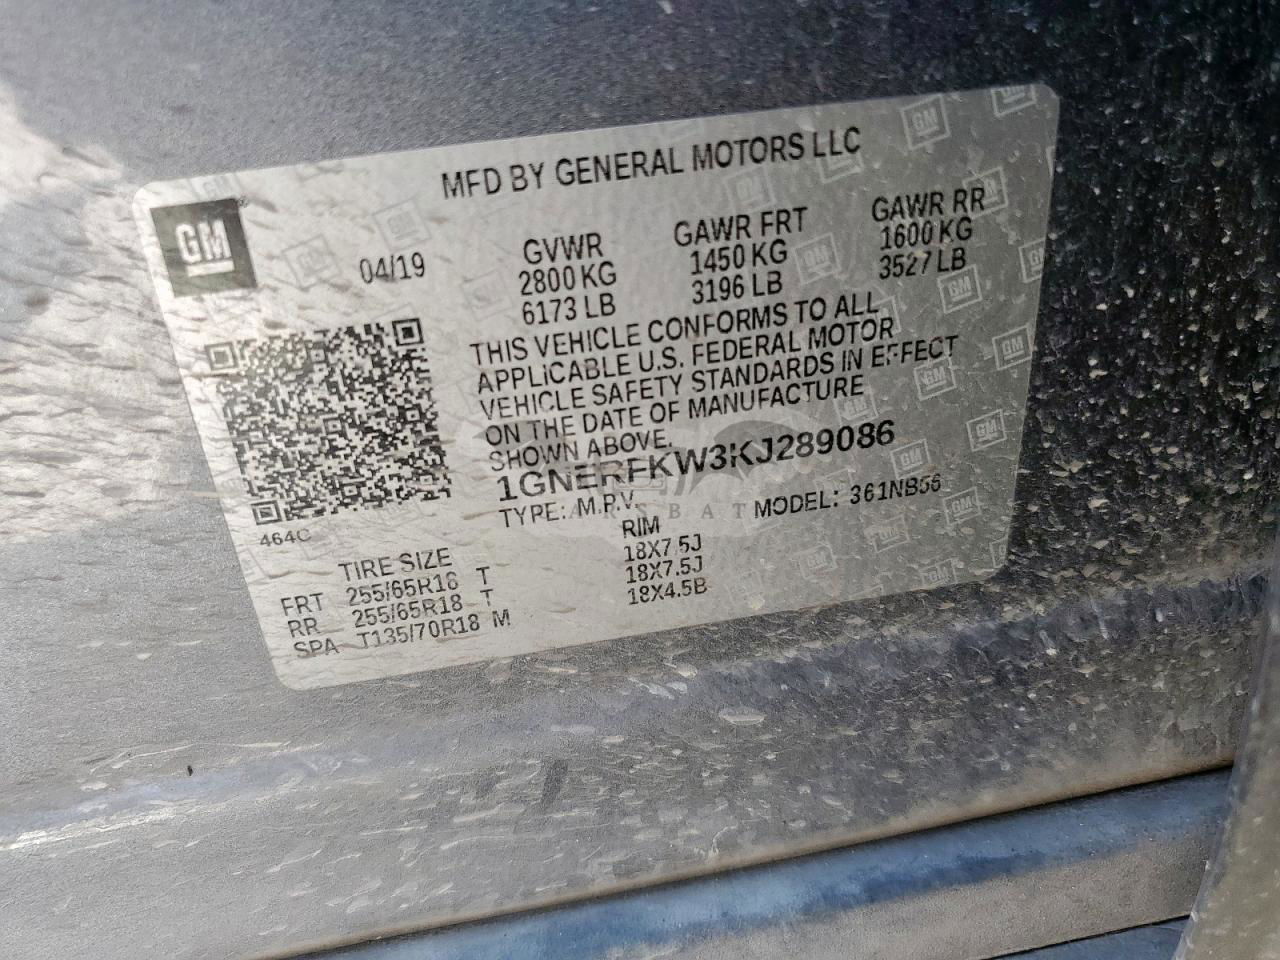 MFD BY GENERAL MOTORS LLC
GM
04/19
GVWR
2800 KG
6173 LB
GAWR FRT
1450 KG
3196 LB
GAWR RR
1600 KG
3527 LB
THIS VEHICLE CONFORMS TO ALL
APPLICABLE U.S. FEDERAL MOTOR
VEHICLE SAFETY STANDARDS IN EFFECT
ON THE DATE OF MANUFACTURE
SHOWN ABOVE.
1GNERFKW3KJ289086
TYPE: M.P.V. MODEL:
464C
TIRE SIZE RIM
FRT 255/65R18 T 18X7.5J
RR 255/65R18 T 18X7.5J
SPA T135/70R18 M 18X4.5B